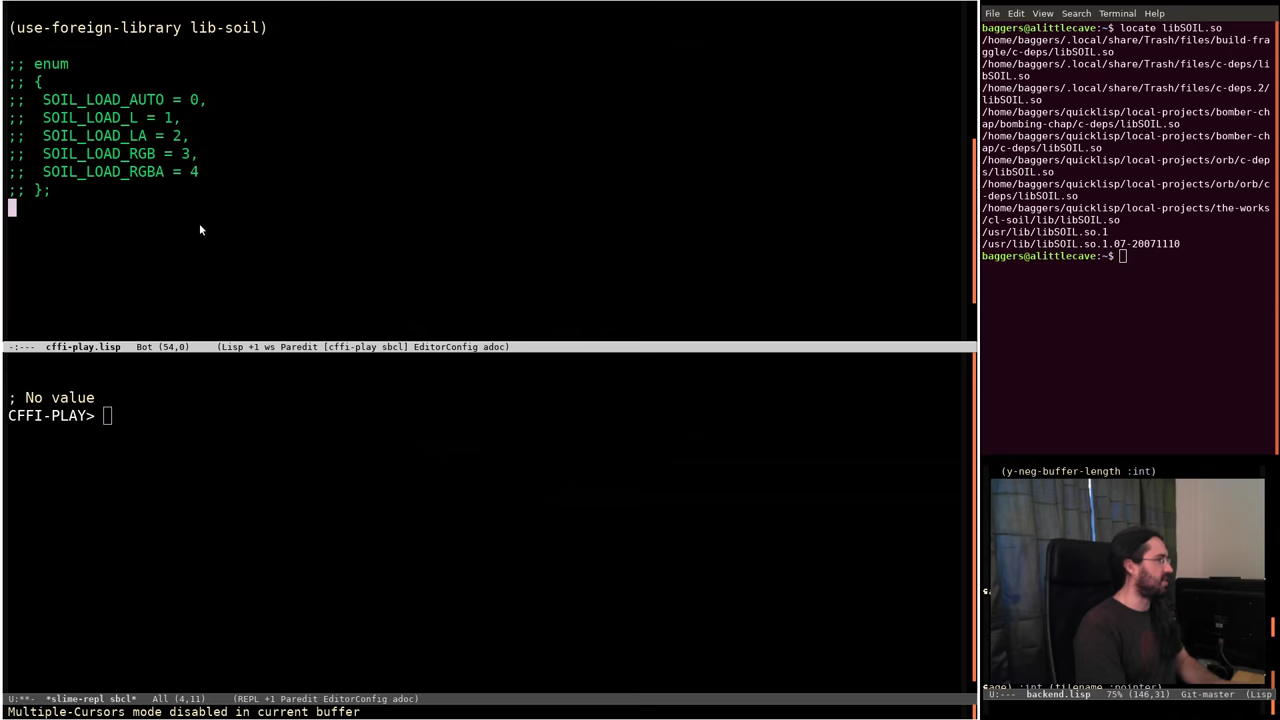 (use-foreign-library lib-soil)
;; enum
;; {
;;  SOIL_LOAD_AUTO = 0,
;;  SOIL_LOAD_L = 1,
;;  SOIL_LOAD_LA = 2,
;;  SOIL_LOAD_RGB = 3,
;;  SOIL_LOAD_RGBA = 4
;; };
-:---  cffi-play.lisp   Bot (54,0)     (Lisp +1 ws Paredit [cffi-play sbcl] EditorConfig adoc)
; No value
CFFI-PLAY>
U:**-  *slime-repl sbcl*   All (4,11)     (REPL +1 Paredit EditorConfig adoc)
Multiple-Cursors mode disabled in current buffer
File Edit View Search Terminal Help
baggers@alittlecave:~$ locate libSOIL.so
/home/baggers/.local/share/Trash/files/build-fra
ggle/c-deps/libSOIL.so
/home/baggers/.local/share/Trash/files/c-deps/li
bSOIL.so
/home/baggers/.local/share/Trash/files/c-deps.2/
libSOIL.so
/home/baggers/quicklisp/local-projects/bomber-ch
ap/bombing-chap/c-deps/libSOIL.so
/home/baggers/quicklisp/local-projects/bomber-ch
ap/c-deps/libSOIL.so
/home/baggers/quicklisp/local-projects/orb/c-dep
s/libSOIL.so
/home/baggers/quicklisp/local-projects/orb/orb/c
-deps/libSOIL.so
/home/baggers/quicklisp/local-projects/the-works
/cl-soil/lib/libSOIL.so
/usr/lib/libSOIL.so.1
/usr/lib/libSOIL.so.1.07-20071110
baggers@alittlecave:~$
(y-neg-buffer-length :int)
:int (filename :pointer)
U:---  backend.lisp   75% (146,31)   Git-master  (Lisp